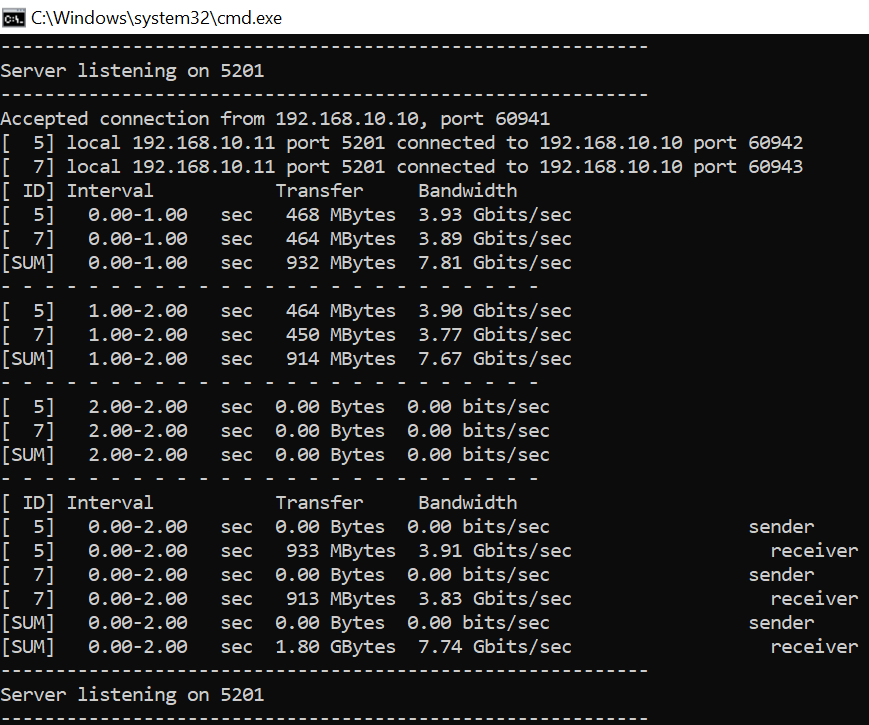 C:\Windows\system32\cmd.exe
-----------------------------------------------------------
Server listening on 5201
-----------------------------------------------------------
Accepted connection from 192.168.10.10, port 60941
[  5] local 192.168.10.11 port 5201 connected to 192.168.10.10 port 60942
[  7] local 192.168.10.11 port 5201 connected to 192.168.10.10 port 60943
[ ID] Interval           Transfer     Bandwidth
[  5]   0.00-1.00   sec   468 MBytes  3.93 Gbits/sec
[  7]   0.00-1.00   sec   464 MBytes  3.89 Gbits/sec
[SUM]   0.00-1.00   sec   932 MBytes  7.81 Gbits/sec
- - - - - - - - - - - - - - - - - - - - - - - - -
[  5]   1.00-2.00   sec   464 MBytes  3.90 Gbits/sec
[  7]   1.00-2.00   sec   450 MBytes  3.77 Gbits/sec
[SUM]   1.00-2.00   sec   914 MBytes  7.67 Gbits/sec
- - - - - - - - - - - - - - - - - - - - - - - - -
[  5]   2.00-2.00   sec  0.00 Bytes  0.00 bits/sec
[  7]   2.00-2.00   sec  0.00 Bytes  0.00 bits/sec
[SUM]   2.00-2.00   sec  0.00 Bytes  0.00 bits/sec
- - - - - - - - - - - - - - - - - - - - - - - - -
[ ID] Interval           Transfer     Bandwidth
[  5]   0.00-2.00   sec  0.00 Bytes  0.00 bits/sec                  sender
[  5]   0.00-2.00   sec   933 MBytes  3.91 Gbits/sec                  receiver
[  7]   0.00-2.00   sec  0.00 Bytes  0.00 bits/sec                  sender
[  7]   0.00-2.00   sec   913 MBytes  3.83 Gbits/sec                  receiver
[SUM]   0.00-2.00   sec  0.00 Bytes  0.00 bits/sec                  sender
[SUM]   0.00-2.00   sec  1.80 GBytes  7.74 Gbits/sec                  receiver
-----------------------------------------------------------
Server listening on 5201
-----------------------------------------------------------